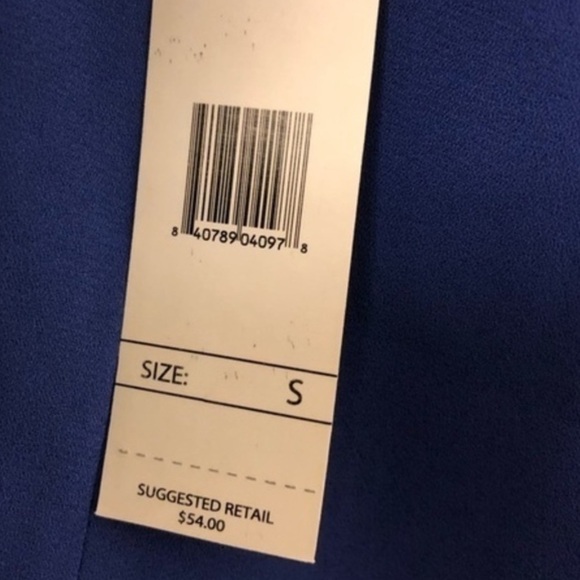 8 40789 04097 8
SIZE: S
SUGGESTED RETAIL
$54.00